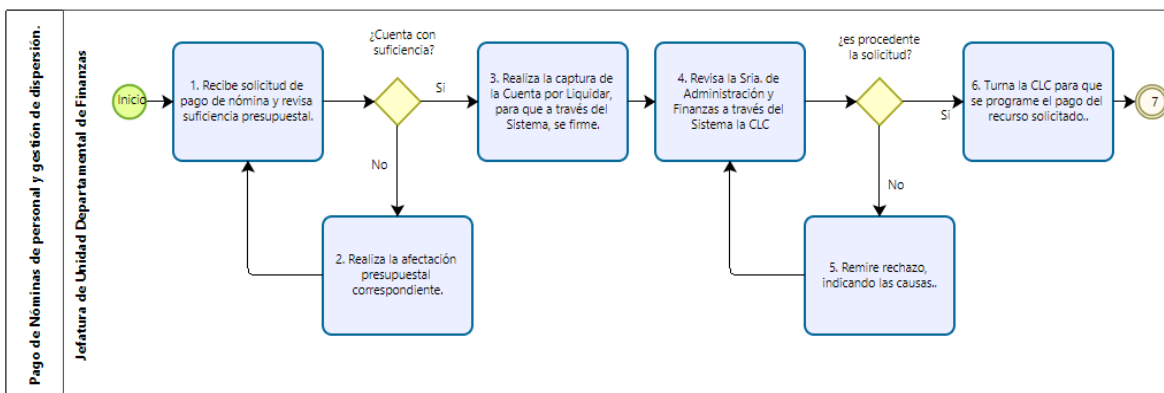 Pago de Nóminas de personal y gestión de dispersión.
Jefatura de Unidad Departamental de Finanzas
Inicio
1. Recibe solicitud de
pago de nómina y revisa
suficiencia presupuestal.
¿Cuenta con
suficiencia?
Si
No
2. Realiza la afectación
presupuestal
correspondiente.
3. Realiza la captura de
la Cuenta por Liquidar,
para que a través del
Sistema, se firme.
4. Revisa la Sria. de
Administración y
Finanzas a través del
Sistema la CLC
¿es procedente
la solicitud?
Si
No
5. Remire rechazo,
indicando las causas..
6. Turna la CLC para que
se programe el pago del
recurso solicitado..
7